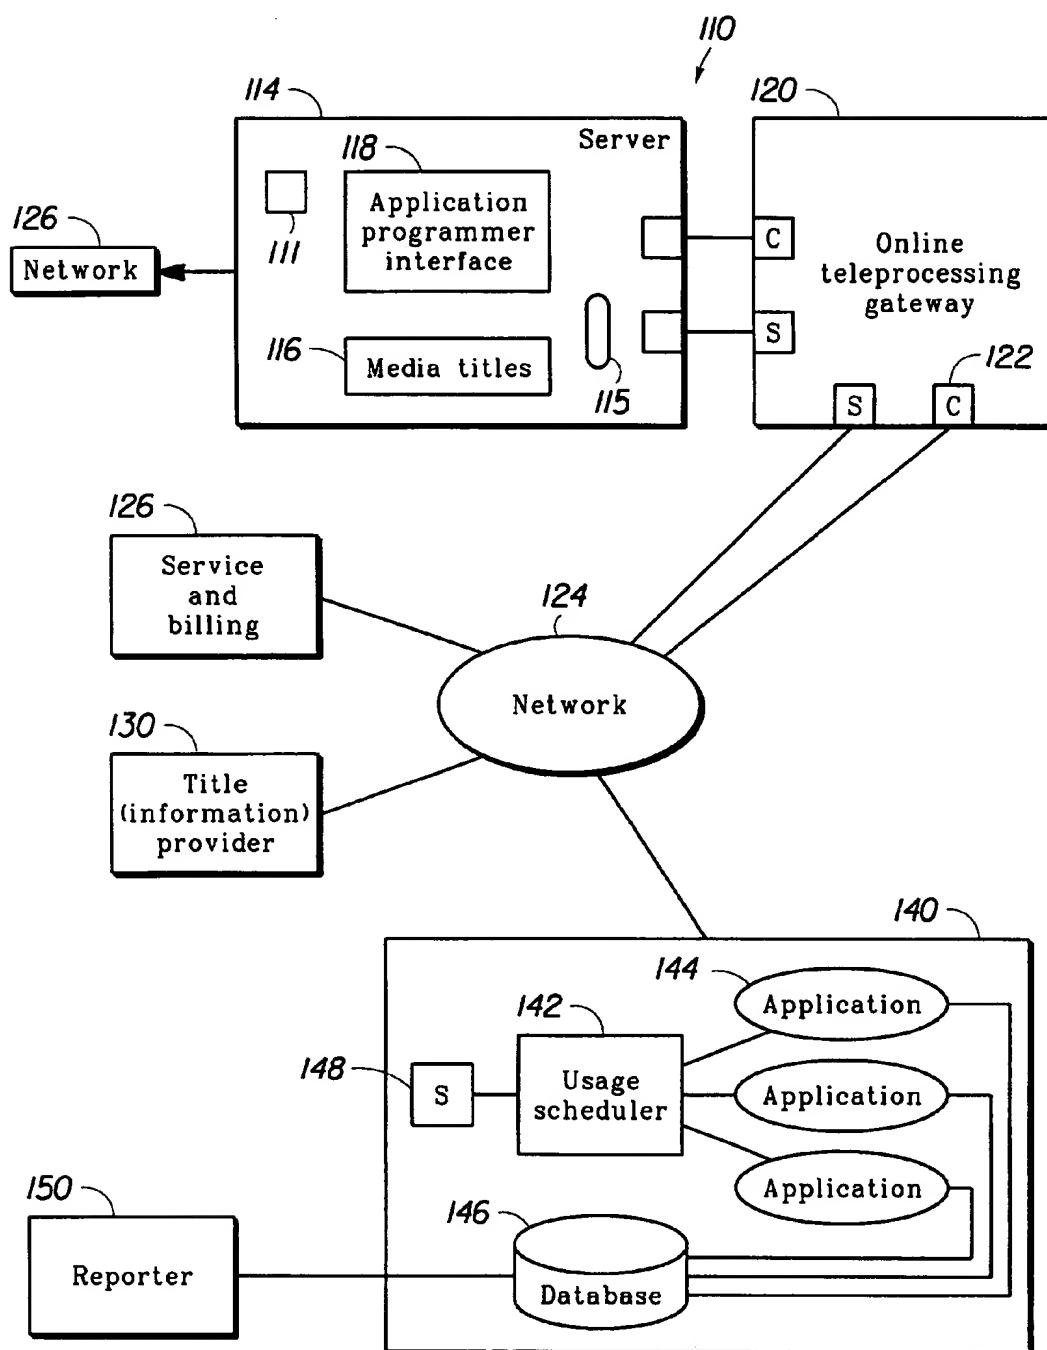 110
114
120
Server
118
Application
programmer
interface
111
126
Network
C
Online
teleprocessing
gateway
116
Media titles
115
S
122
S
C
126
Service
and
billing
124
Network
130
Title
(information)
provider
140
144
Application
142
Usage
scheduler
148
S
Application
Application
150
Reporter
146
Database